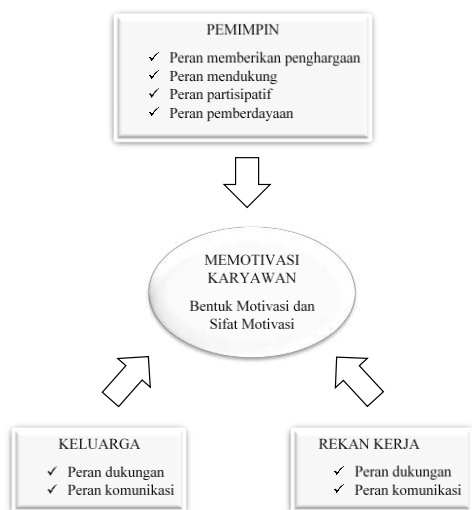 PEMIMPIN
✓ Peran memberikan penghargaan
✓ Peran mendukung
✓ Peran partisipatif
✓ Peran pemberdayaan
MEMOTIVASI
KARYAWAN
Bentuk Motivasi dan
Sifat Motivasi
KELUARGA
✓ Peran dukungan
✓ Peran komunikasi
REKAN KERJA
✓ Peran dukungan
✓ Peran komunikasi